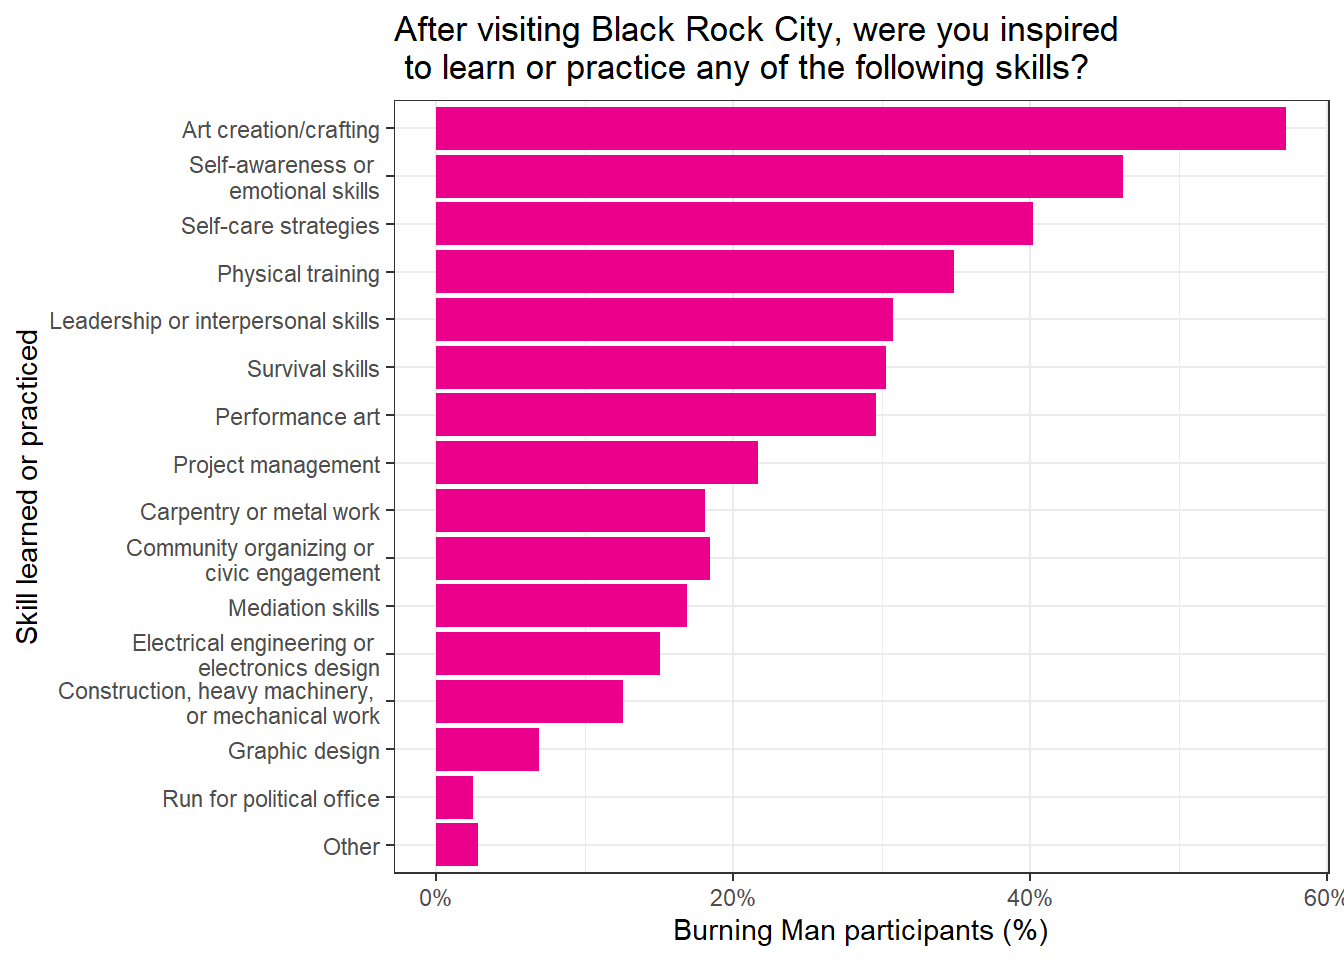 After visiting Black Rock City, were you inspired
to learn or practice any of the following skills?
Skill learned or practiced
Art creation/crafting
Self-awareness or
emotional skills
Self-care strategies
Physical training
Leadership or interpersonal skills
Survival skills
Performance art
Project management
Carpentry or metal work
Community organizing or
civic engagement
Mediation skills
Electrical engineering or
electronics design
Construction, heavy machinery,
or mechanical work
Graphic design
Run for political office
Other
0% 20% 40% 60%
Burning Man participants (%)